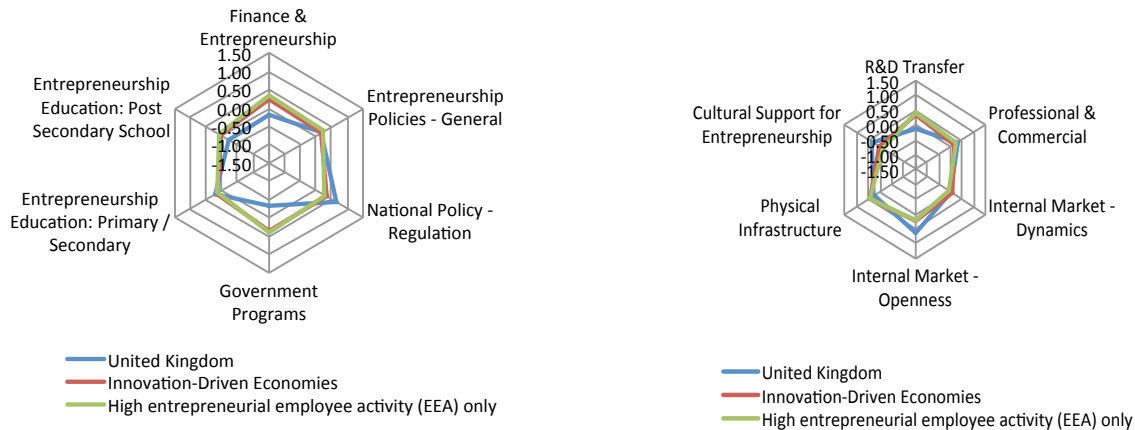 Finance &
Entrepreneurship
1.50
1.00
0.50
0.00
-0.50
-1.00
-1.50
Entrepreneurship
Policies - General
National Policy -
Regulation
Government
Programs
Entrepreneurship
Education: Primary /
Secondary
Entrepreneurship
Education: Post
Secondary School
United Kingdom
Innovation-Driven Economies
High entrepreneurial employee activity (EEA) only
R&D Transfer
1.50
1.00
0.50
0.00
-0.50
-1.00
-1.50
Professional &
Commercial
Internal Market -
Dynamics
Internal Market -
Openness
Physical
Infrastructure
Cultural Support for
Entrepreneurship
United Kingdom
Innovation-Driven Economies
High entrepreneurial employee activity (EEA) only